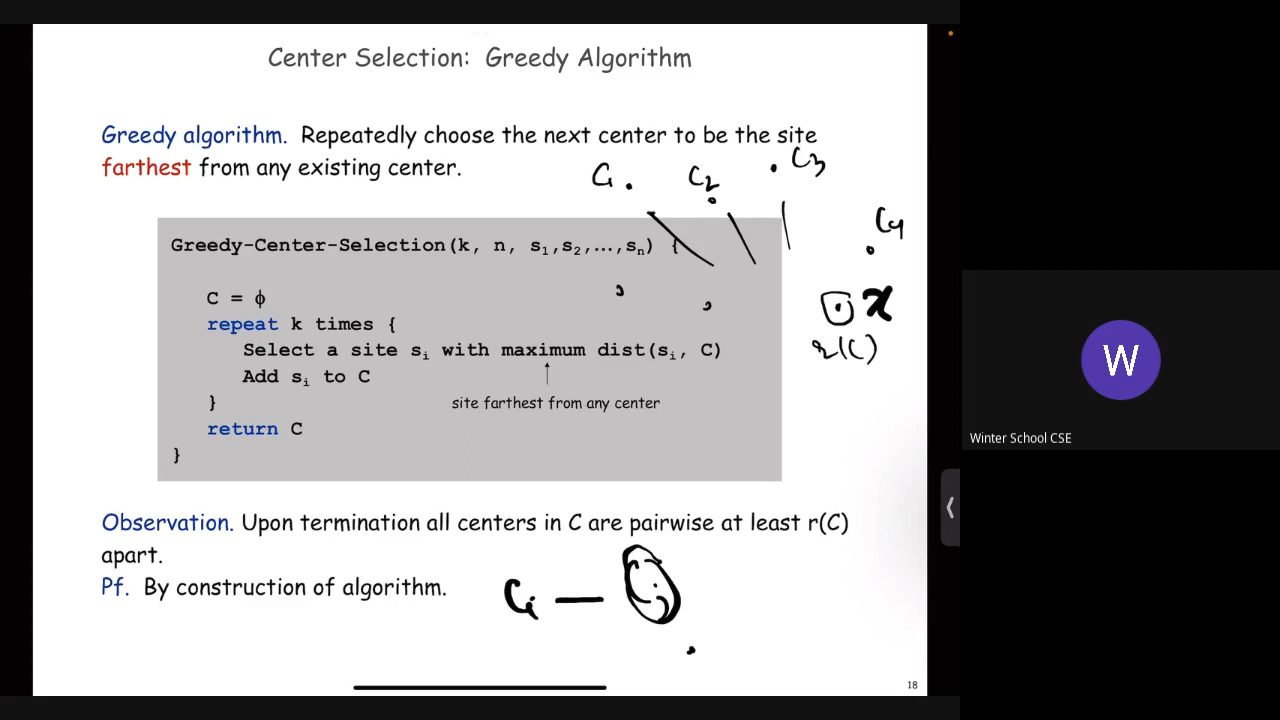 Center Selection: Greedy Algorithm
Greedy algorithm. Repeatedly choose the next center to be the site
farthest from any existing center.
C1
C2
C3
C4
Greedy-Center-Selection(k, n, s1,s2,…,sn) {
C = ϕ
repeat k times {
Select a site si with maximum dist(si, C)
Add si to C
}
site farthest from any center
return C
}
x
r(C)
Observation. Upon termination all centers in C are pairwise at least r(C)
apart.
Pf. By construction of algorithm.
Ci — Cj
18
W
Winter School CSE